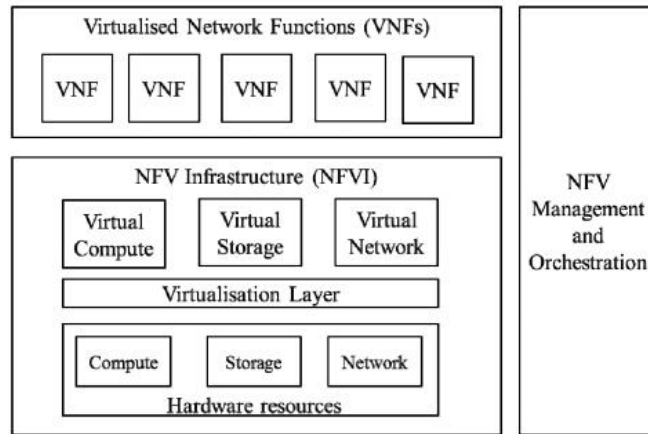 Virtualised Network Functions (VNFs)
VNF VNF VNF VNF VNF
NFV Infrastructure (NFVI)
Virtual Compute
Virtual Storage
Virtual Network
Virtualisation Layer
Compute Storage Network
Hardware resources
NFV
Management
and
Orchestration